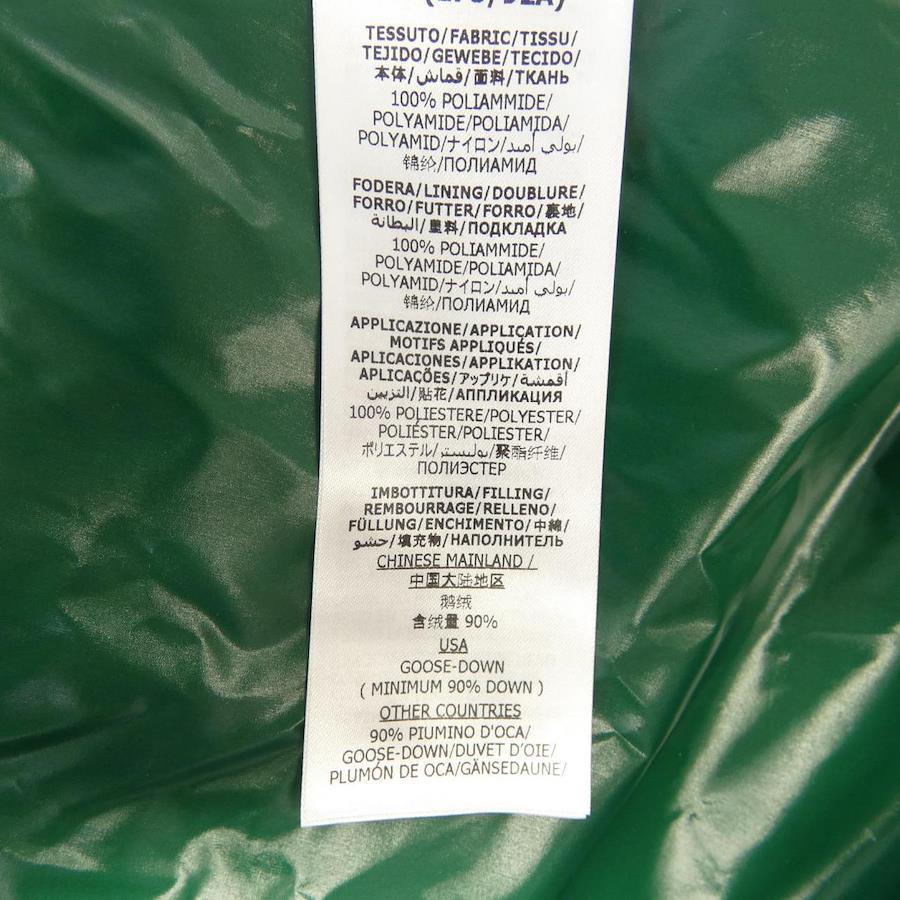 TESSUTO/FABRIC/TISSU/
TEJIDO/GEWEBE/TECIDO/
本体/قماش/面料/ТКАНЬ
100% POLIAMMIDE/
POLYAMIDE/POLIAMIDA/
POLYAMID/ナイロン/بولي أميد/
锦纶/ПОЛИАМИД
FODERA/LINING/DOUBLURE/
FORRO/FUTTER/FORRO/裏地/
البطانة/里料/ПОДКЛАДКА
100% POLIAMMIDE/
POLYAMIDE/POLIAMIDA/
POLYAMID/ナイロン/بولي أميد/
锦纶/ПОЛИАМИД
APPLICAZIONE/APPLICATION/
MOTIFS APPLIQUÉS/
APLICACIONES/APPLIKATION/
APLICAÇÕES/アップリケ/أقمشة
التزيين/贴花/АППЛИКАЦИЯ
100% POLIESTERE/POLYESTER/
POLIÉSTER/POLIESTER/
ポリエステル/بوليستر/聚酯纤维/
ПОЛИЭСТЕР
IMBOTTITURA/FILLING/
REMBOURRAGE/RELLENO/
FÜLLUNG/ENCHIMENTO/中綿/
حشو/填充物/НАПОЛНИТЕЛЬ
CHINESE MAINLAND /
中国大陆地区
鹅绒
含绒量 90%
USA
GOOSE-DOWN
( MINIMUM 90% DOWN )
OTHER COUNTRIES
90% PIUMINO D'OCA/
GOOSE-DOWN/DUVET D'OIE/
PLUMÓN DE OCA/GÄNSEDAUNE/